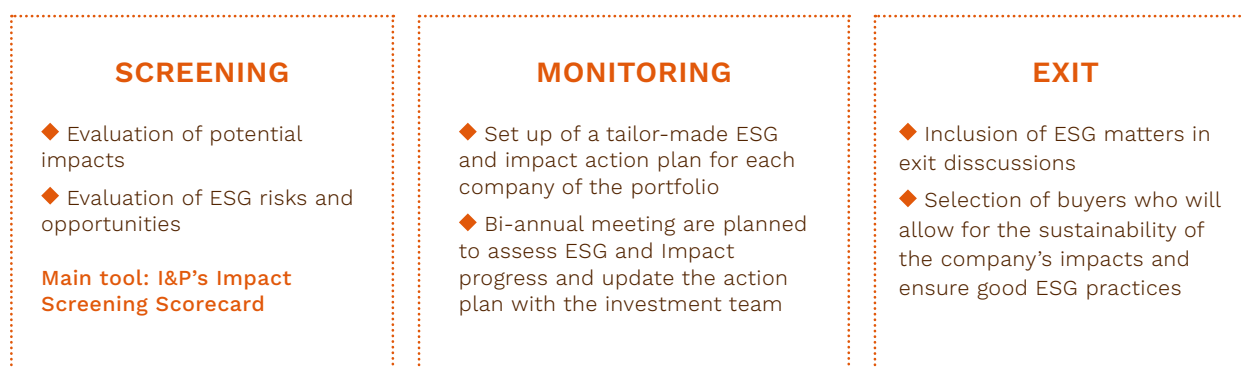 SCREENING
◆ Evaluation of potential
impacts
◆ Evaluation of ESG risks and
opportunities
Main tool: I&P’s Impact
Screening Scorecard
MONITORING
◆ Set up of a tailor-made ESG
and impact action plan for each
company of the portfolio
◆ Bi-annual meeting are planned
to assess ESG and Impact
progress and update the action
plan with the investment team
EXIT
◆ Inclusion of ESG matters in
exit disscussions
◆ Selection of buyers who will
allow for the sustainability of
the company’s impacts and
ensure good ESG practices